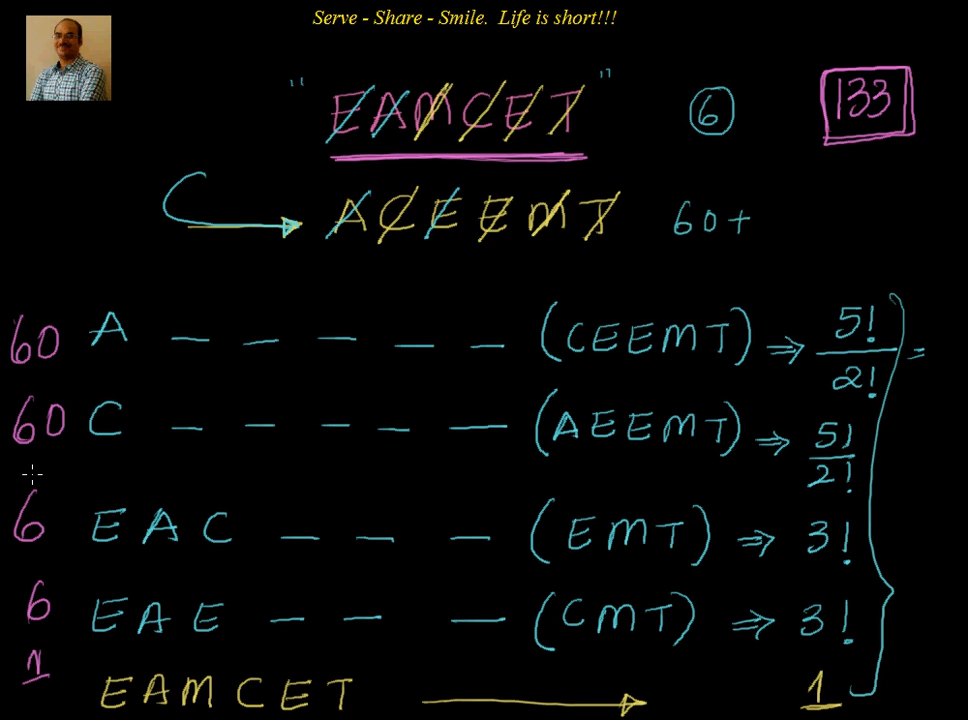 Serve - Share - Smile. Life is short!!!
" EAMCET " 6 133
ACEEMT 60+
60 A _ _ _ _ _ (CEEMT) ⇒ 5!/2! =
60 C _ _ _ _ _ (AEEMT) ⇒ 5!/2!
6 EAC _ _ _ (EMT) ⇒ 3!
6 EAE _ _ _ (CMT) ⇒ 3!
1 EAMCET → 1